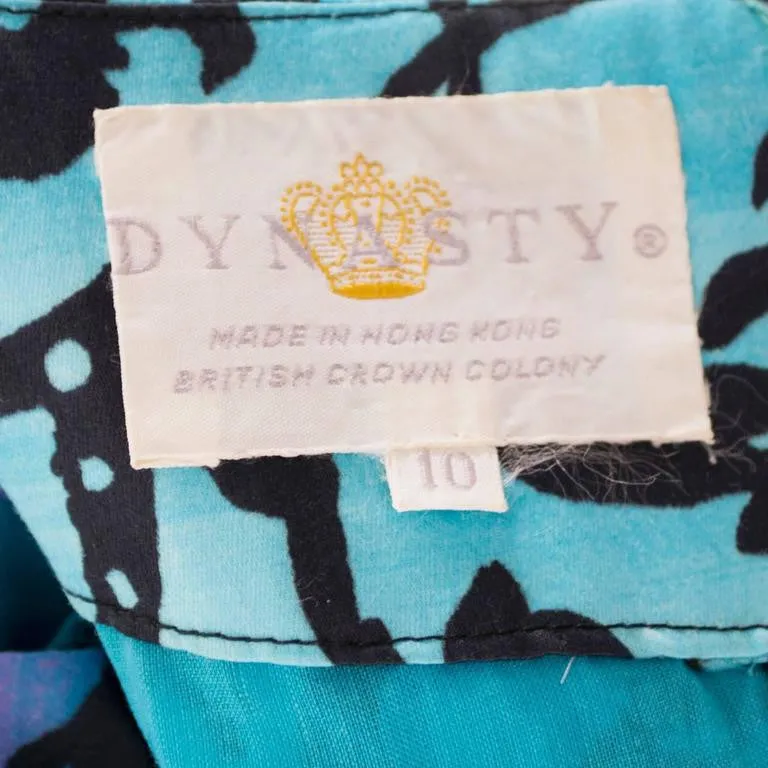 DYNASTY®
MADE IN HONG KONG
BRITISH CROWN COLONY
10